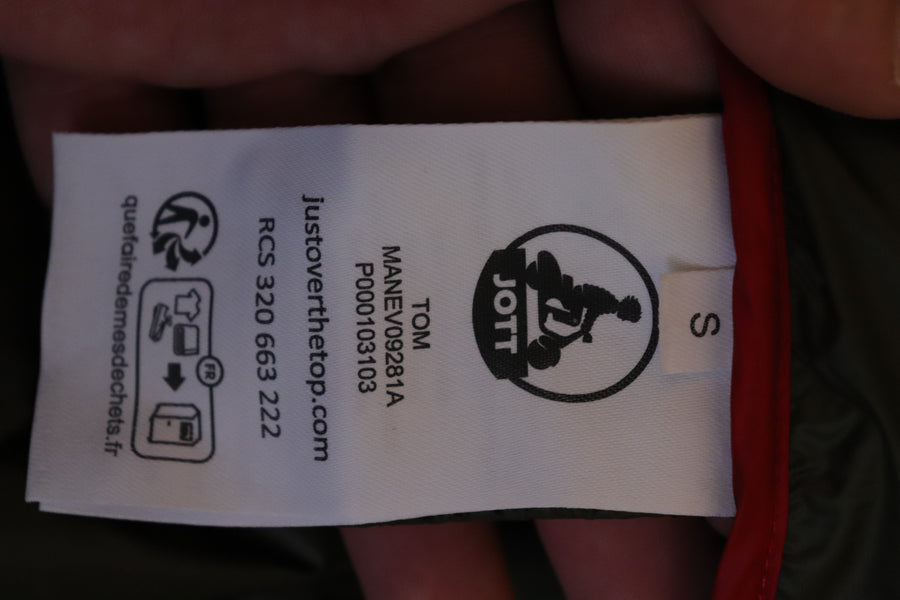 S
JOTT
TOM
MANEV09281A
P000103103
justoverthetop.com
RCS 320 663 222
FR
quefairedemesdechets.fr